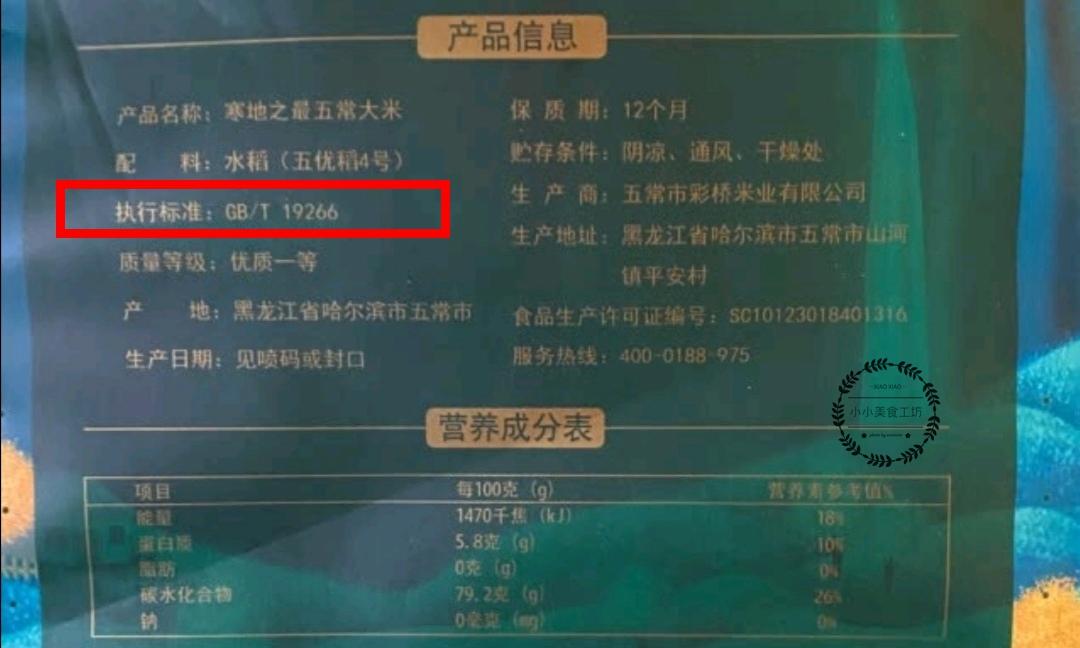 产品信息
产品名称：寒地之最五常大米
配 料：水稻（五优稻4号）
执行标准：GB/T 19266
质量等级：优质一等
产 地：黑龙江省哈尔滨市五常市
生产日期：见喷码或封口
保 质 期：12个月
贮存条件：阴凉、通风、干燥处
生 产 商：五常市彩桥米业有限公司
生产地址：黑龙江省哈尔滨市五常市山河
镇平安村
食品生产许可证编号：SC10123018401316
服务热线：400-0188-975
XIAO XIAO
小小美食工坊
营养成分表
项目 每100克（g） 营养素参考值%
能量 1470千焦（kJ） 18%
蛋白质 5.8克（g） 10%
脂肪 0克（g） 0%
碳水化合物 79.2克（g） 26%
钠 0毫克（mg） 0%